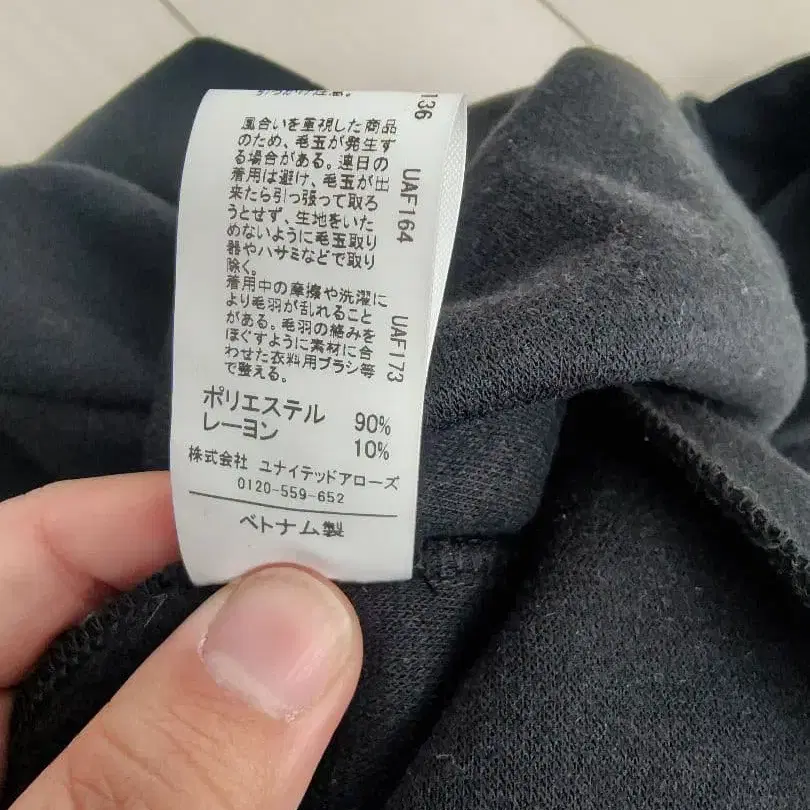 風合いを重視した商品
のため、毛玉が発生す
る場合がある。連日の
着用は避け、毛玉が出
来たら引っ張って取ろ
うとせず、生地をいた
めないように毛玉取り
器やハサミなどで取り
除く。
着用中の摩擦や洗濯に
より毛羽が乱れること
がある。毛羽の絡みを
ほぐすように素材に合
わせた衣料用ブラシ等
で整える。
ポリエステル 90%
レーヨン 10%
株式会社 ユナイテッドアローズ
0120-559-652
ベトナム製
136 UAF164 UAF173